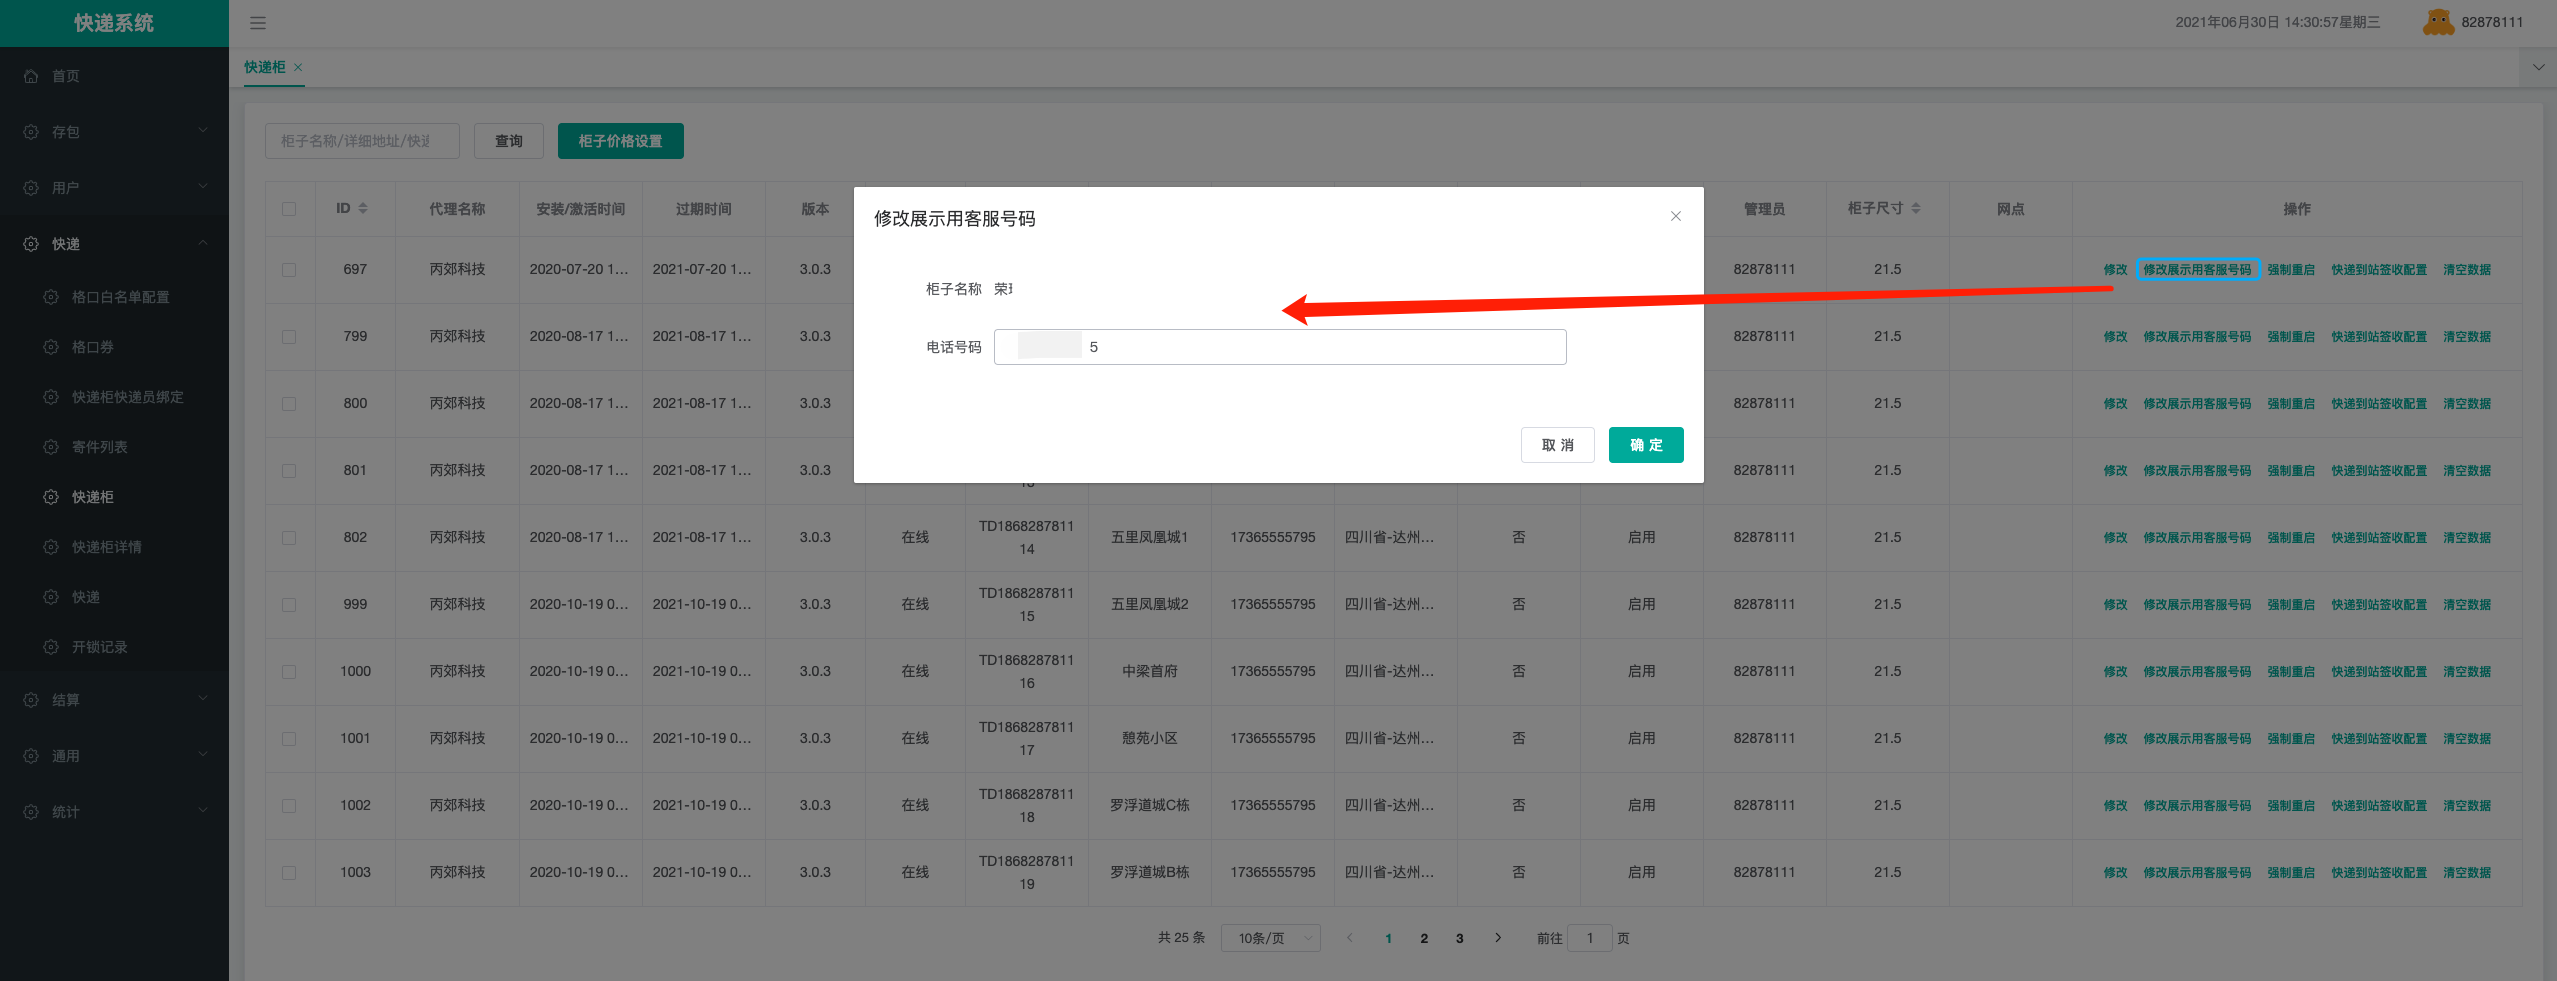 快递系统
2021年06月30日 14:30:57星期三
82878111
首页
存包
用户
快递
格口白名单配置
格口券
快递柜快递员绑定
寄件列表
快递柜
快递柜详情
快递
开锁记录
结算
通用
统计
快递柜
柜子名称/详细地址/快递
查询
柜子价格设置
ID 代理名称 安装/激活时间 过期时间 版本 管理员 柜子尺寸 网点 操作
697 丙郊科技 2020-07-20 1... 2021-07-20 1... 3.0.3 82878111 21.5 修改 修改展示用客服号码 强制重启 快递到站签收配置 清空数据
799 丙郊科技 2020-08-17 1... 2021-08-17 1... 3.0.3 82878111 21.5 修改 修改展示用客服号码 强制重启 快递到站签收配置 清空数据
800 丙郊科技 2020-08-17 1... 2021-08-17 1... 3.0.3 82878111 21.5 修改 修改展示用客服号码 强制重启 快递到站签收配置 清空数据
801 丙郊科技 2020-08-17 1... 2021-08-17 1... 3.0.3 13 82878111 21.5 修改 修改展示用客服号码 强制重启 快递到站签收配置 清空数据
802 丙郊科技 2020-08-17 1... 2021-08-17 1... 3.0.3 在线 TD186828781114 五里凤凰城1 17365555795 四川省-达州... 否 启用 82878111 21.5 修改 修改展示用客服号码 强制重启 快递到站签收配置 清空数据
999 丙郊科技 2020-10-19 0... 2021-10-19 0... 3.0.3 在线 TD186828781115 五里凤凰城2 17365555795 四川省-达州... 否 启用 82878111 21.5 修改 修改展示用客服号码 强制重启 快递到站签收配置 清空数据
1000 丙郊科技 2020-10-19 0... 2021-10-19 0... 3.0.3 在线 TD186828781116 中梁首府 17365555795 四川省-达州... 否 启用 82878111 21.5 修改 修改展示用客服号码 强制重启 快递到站签收配置 清空数据
1001 丙郊科技 2020-10-19 0... 2021-10-19 0... 3.0.3 在线 TD186828781117 憩苑小区 17365555795 四川省-达州... 否 启用 82878111 21.5 修改 修改展示用客服号码 强制重启 快递到站签收配置 清空数据
1002 丙郊科技 2020-10-19 0... 2021-10-19 0... 3.0.3 在线 TD186828781118 罗浮道城C栋 17365555795 四川省-达州... 否 启用 82878111 21.5 修改 修改展示用客服号码 强制重启 快递到站签收配置 清空数据
1003 丙郊科技 2020-10-19 0... 2021-10-19 0... 3.0.3 在线 TD186828781119 罗浮道城B栋 17365555795 四川省-达州... 否 启用 82878111 21.5 修改 修改展示用客服号码 强制重启 快递到站签收配置 清空数据
共 25 条 10条/页 1 2 3 前往 1 页
修改展示用客服号码
柜子名称 荣
电话号码 5
取 消
确 定